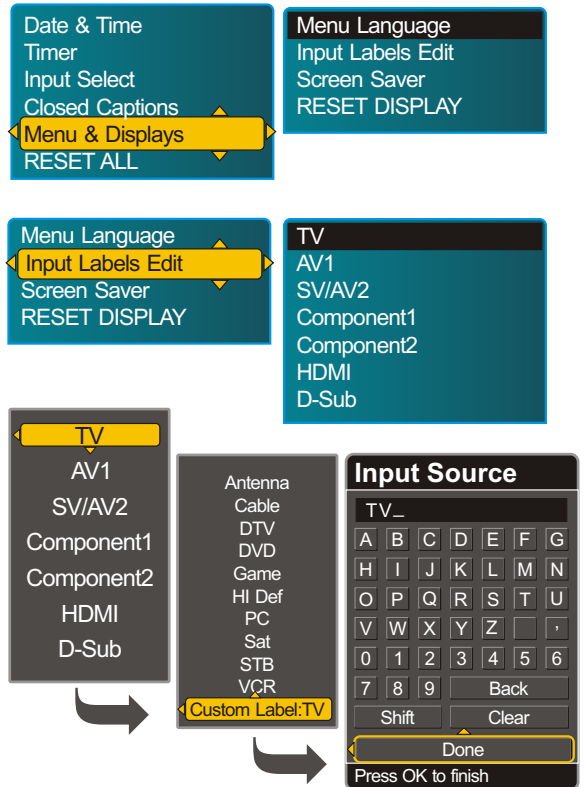 Date & Time
Timer
Input Select
Closed Captions
Menu & Displays
RESET ALL
Menu Language
Input Labels Edit
Screen Saver
RESET DISPLAY
Menu Language
Input Labels Edit
Screen Saver
RESET DISPLAY
TV
AV1
SV/AV2
Component1
Component2
HDMI
D-Sub
TV
AV1
SV/AV2
Component1
Component2
HDMI
D-Sub
Antenna
Cable
DTV
DVD
Game
HI Def
PC
Sat
STB
VCR
Custom Label:TV
Input Source
TV_
A B C D E F G
H I J K L M N
O P Q R S T U
V W X Y Z ,
0 1 2 3 4 5 6
7 8 9 Back
Shift Clear
Done
Press OK to finish